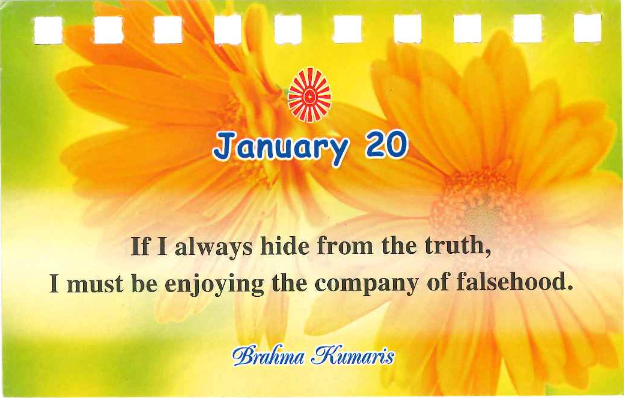 January 20
If I always hide from the truth,
I must be enjoying the company of falsehood.
Brahma Kumaris